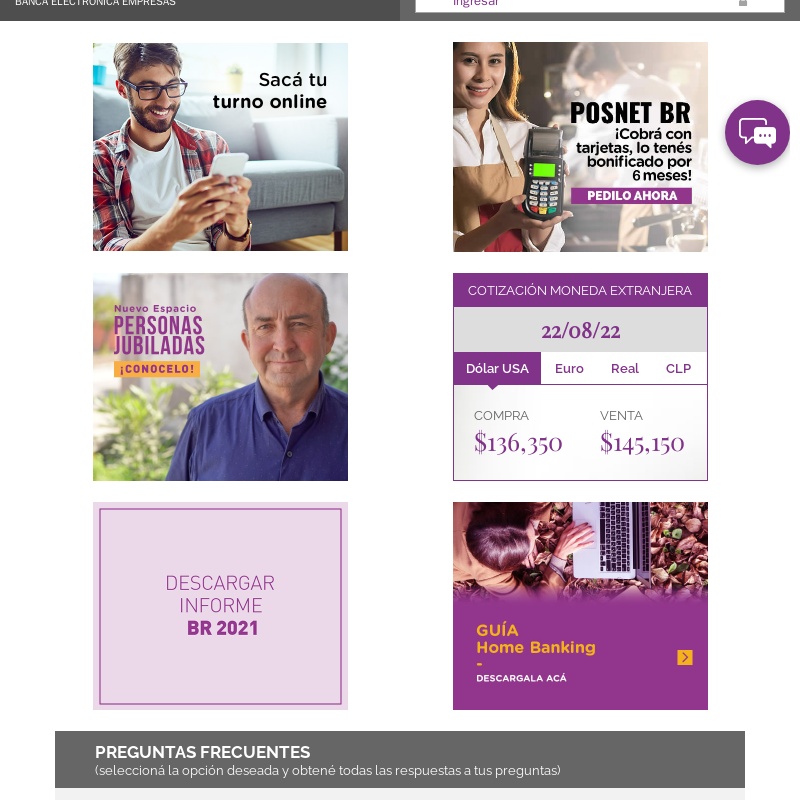 BANCA ELECTRÓNICA EMPRESAS
Ingresar
Sacá tu
turno online
POSNET BR
¡Cobrá con
tarjetas, lo tenés
bonificado por
6 meses!
PEDILO AHORA
Nuevo Espacio
PERSONAS
JUBILADAS
¡CONOCELO!
COTIZACIÓN MONEDA EXTRANJERA
22/08/22
Dólar USA Euro Real CLP
COMPRA VENTA
$136,350 $145,150
DESCARGAR
INFORME
BR 2021
GUÍA
Home Banking
-
DESCARGALA ACÁ
PREGUNTAS FRECUENTES
(seleccioná la opción deseada y obtené todas las respuestas a tus preguntas)